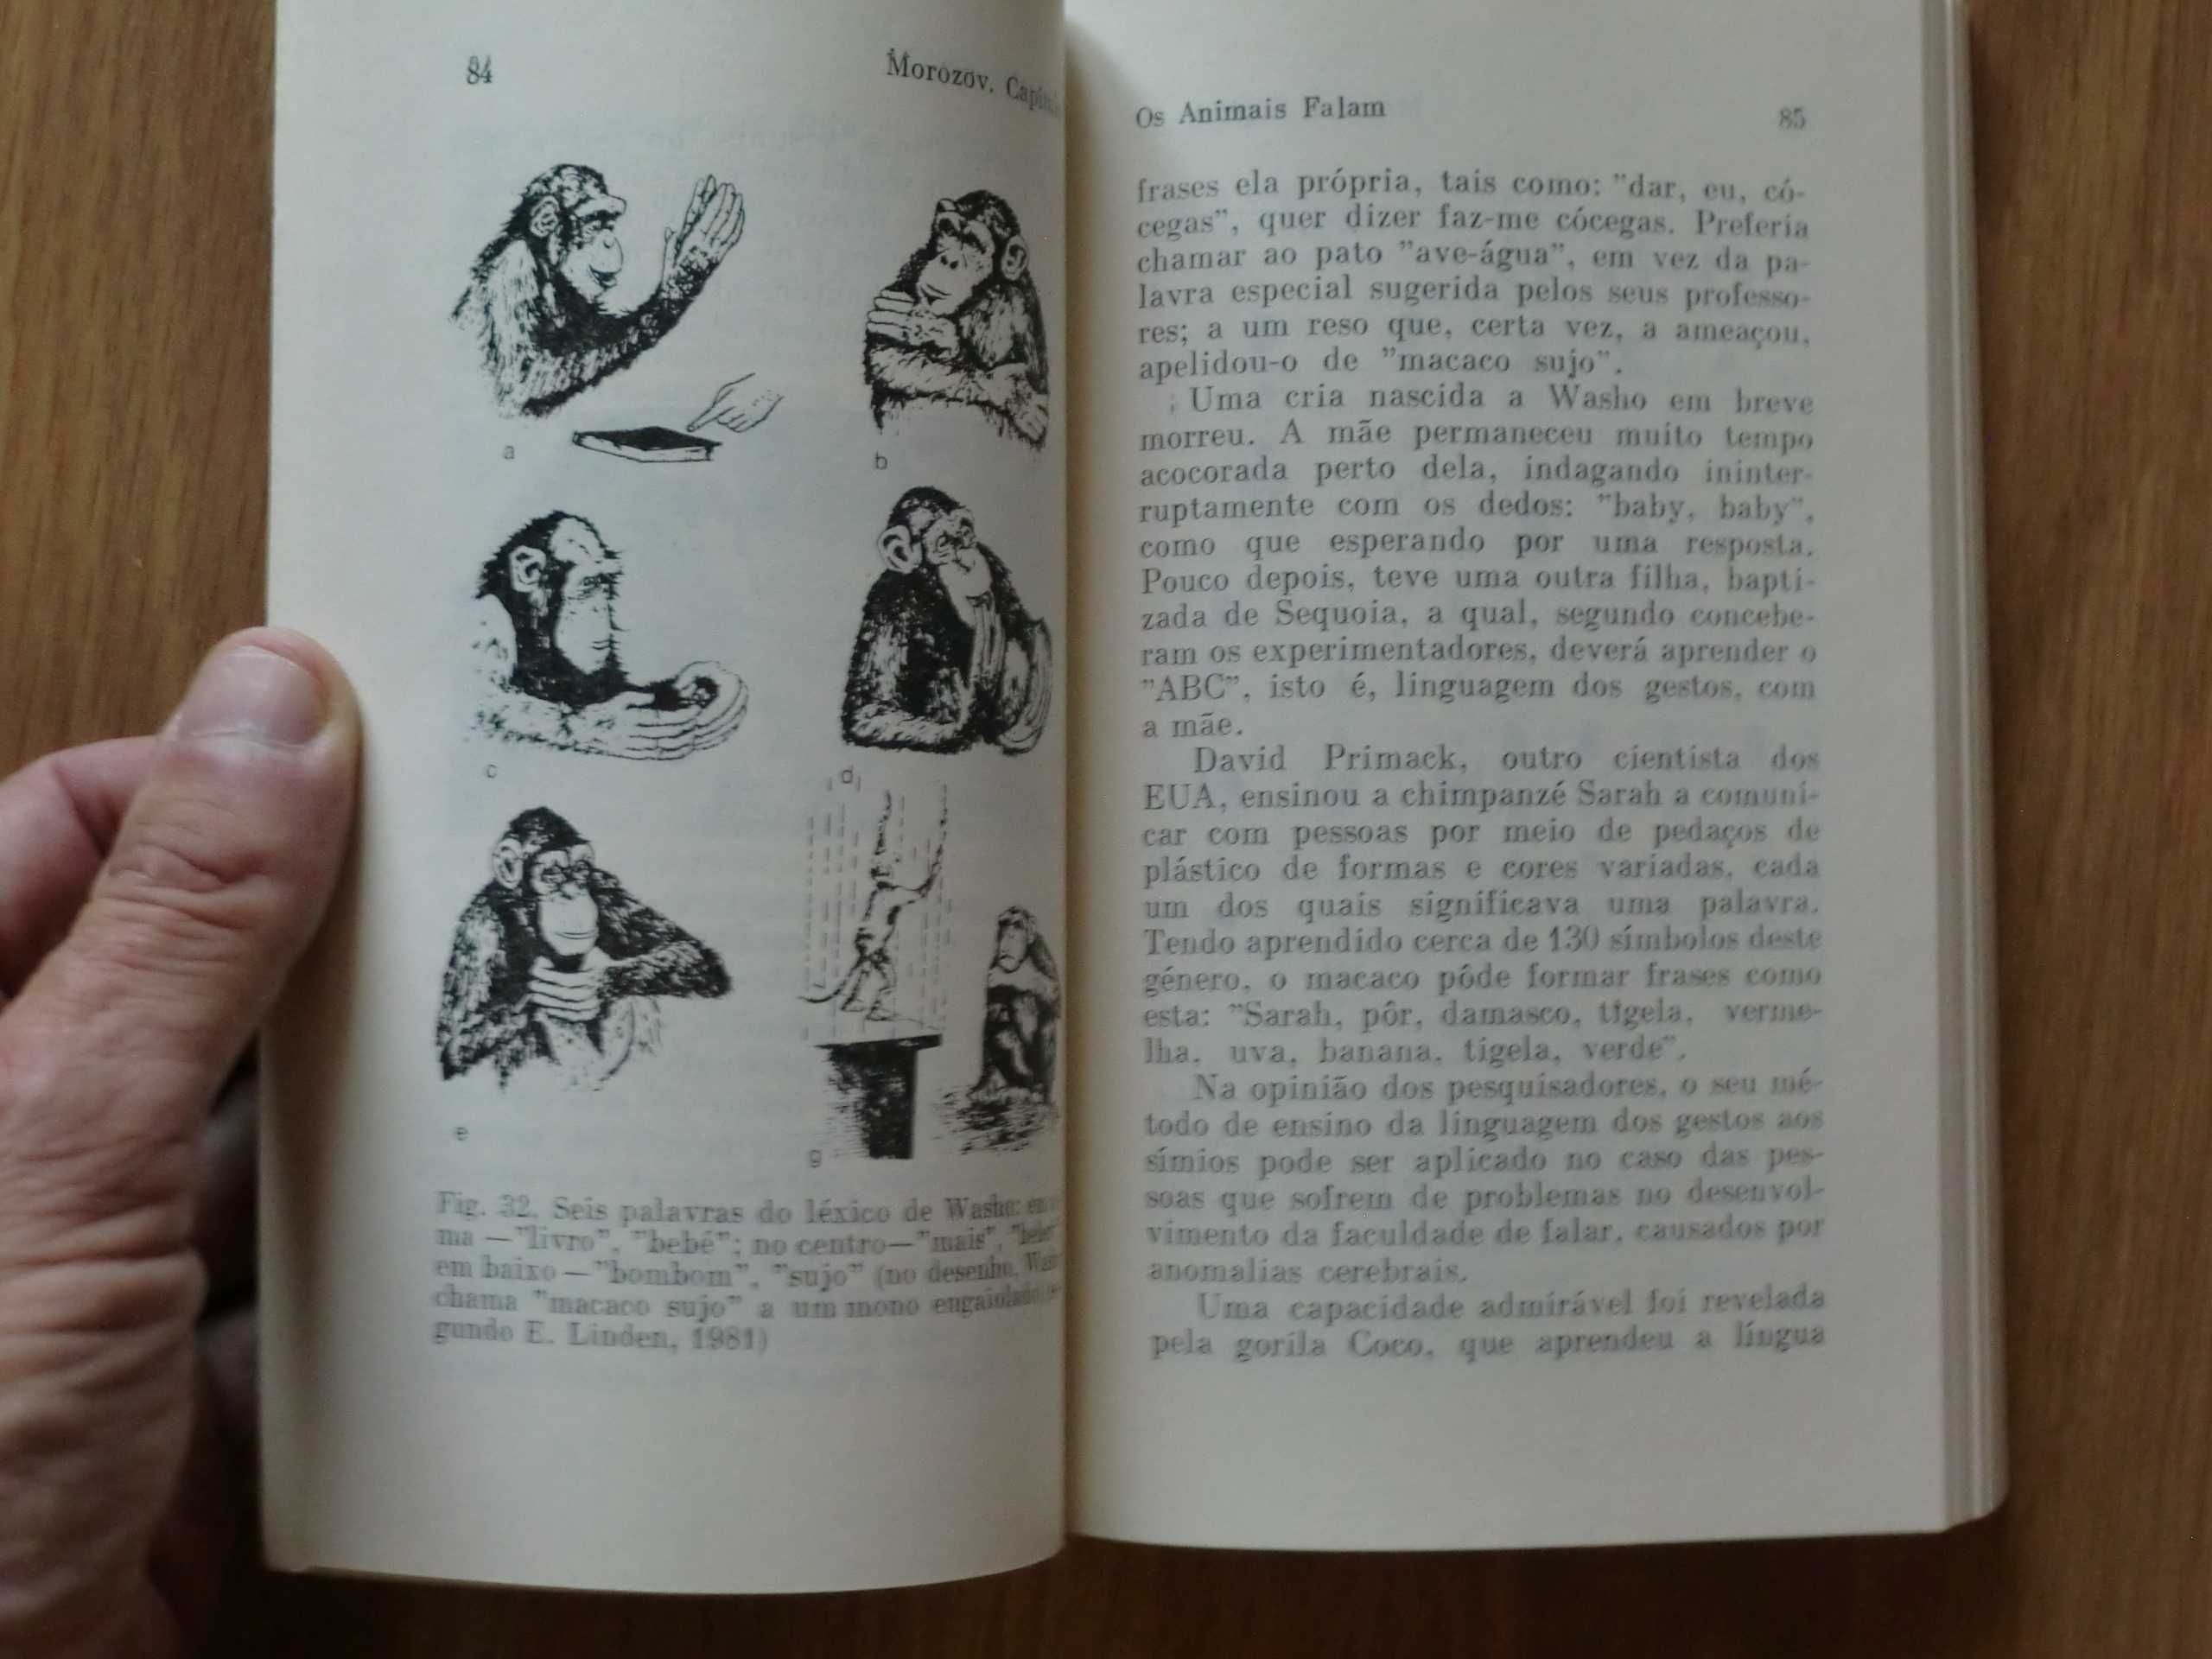 84
Morozov.
a
b
c
d
e
g
Fig. 32. Seis palavras do léxico de Washo:
ma —"livro", "bebé"; no centro—"mais",
em baixo —"bombom", "sujo" (no desenho,
chama "macaco sujo" a um mono engaiolado)
gundo E. Linden, 1981)
Os Animais Falam
85
frases ela própria, tais como: "dar, eu, có-
cegas", quer dizer faz-me cócegas. Preferia
chamar ao pato "ave-água", em vez da pa-
lavra especial sugerida pelos seus professo-
res; a um reso que, certa vez, a ameaçou,
apelidou-o de "macaco sujo".
Uma cria nascida a Washo em breve
morreu. A mãe permaneceu muito tempo
acocorada perto dela, indagando ininter-
ruptamente com os dedos: "baby, baby",
como que esperando por uma resposta.
Pouco depois, teve uma outra filha, bapti-
zada de Sequoia, a qual, segundo concebe-
ram os experimentadores, deverá aprender o
"ABC", isto é, linguagem dos gestos, com
a mãe.
David Primack, outro cientista dos
EUA, ensinou a chimpanzé Sarah a comuni-
car com pessoas por meio de pedaços de
plástico de formas e cores variadas, cada
um dos quais significava uma palavra.
Tendo aprendido cerca de 130 símbolos deste
género, o macaco pôde formar frases como
esta: "Sarah, pôr, damasco, tigela, verme-
lha, uva, banana, tigela, verde".
Na opinião dos pesquisadores, o seu mé-
todo de ensino da linguagem dos gestos aos
símios pode ser aplicado no caso das pes-
soas que sofrem de problemas no desenvol-
vimento da faculdade de falar, causados por
anomalias cerebrais.
Uma capacidade admirável foi revelada
pela gorila Coco, que aprendeu a língua